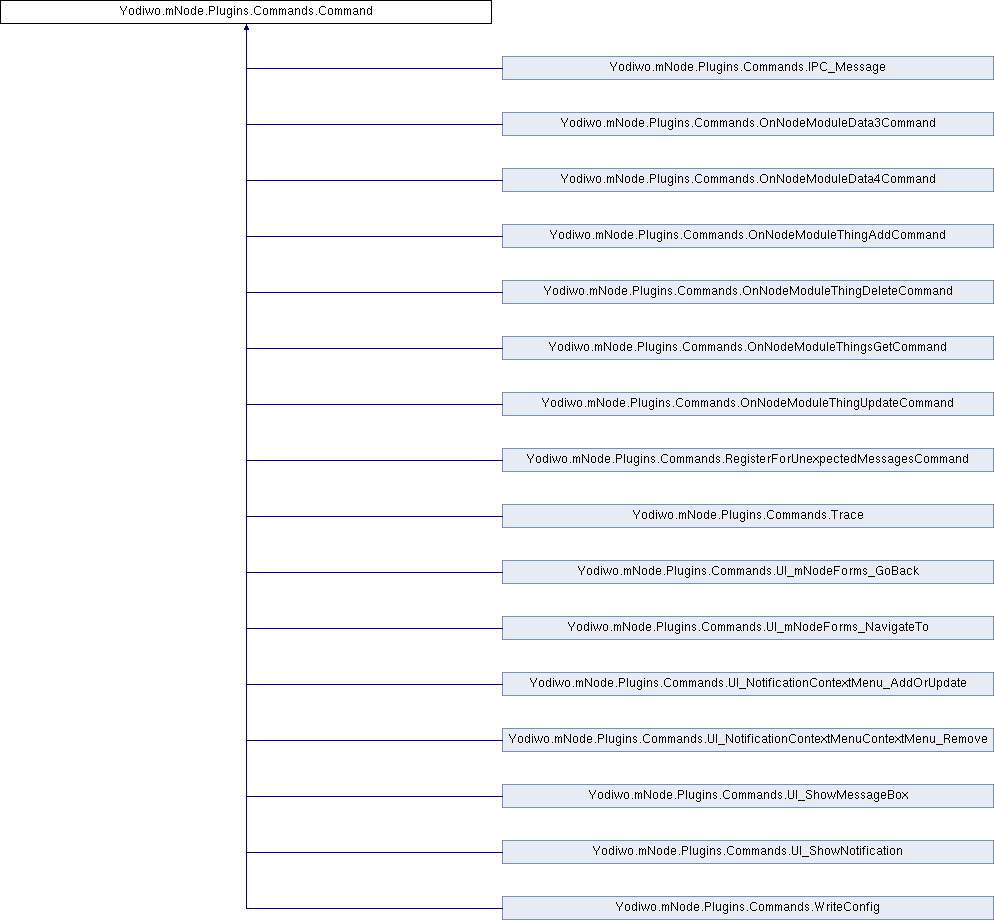 Yodiwo.mNode.Plugins.Commands.Command
Yodiwo.mNode.Plugins.Commands.IPC_Message
Yodiwo.mNode.Plugins.Commands.OnNodeModuleData3Command
Yodiwo.mNode.Plugins.Commands.OnNodeModuleData4Command
Yodiwo.mNode.Plugins.Commands.OnNodeModuleThingAddCommand
Yodiwo.mNode.Plugins.Commands.OnNodeModuleThingDeleteCommand
Yodiwo.mNode.Plugins.Commands.OnNodeModuleThingsGetCommand
Yodiwo.mNode.Plugins.Commands.OnNodeModuleThingUpdateCommand
Yodiwo.mNode.Plugins.Commands.RegisterForUnexpectedMessagesCommand
Yodiwo.mNode.Plugins.Commands.Trace
Yodiwo.mNode.Plugins.Commands.UI_mNodeForms_GoBack
Yodiwo.mNode.Plugins.Commands.UI_mNodeForms_NavigateTo
Yodiwo.mNode.Plugins.Commands.UI_NotificationContextMenu_AddOrUpdate
Yodiwo.mNode.Plugins.Commands.UI_NotificationContextMenuContextMenu_Remove
Yodiwo.mNode.Plugins.Commands.UI_ShowMessageBox
Yodiwo.mNode.Plugins.Commands.UI_ShowNotification
Yodiwo.mNode.Plugins.Commands.WriteConfig